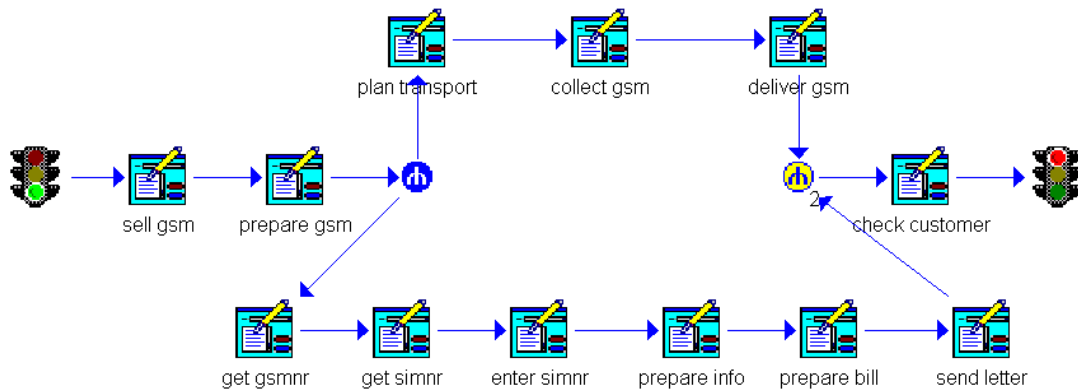 plan transport
collect gsm
deliver gsm
sell gsm
prepare gsm
2
check customer
get gsmnr
get simnr
enter simnr
prepare info
prepare bill
send letter